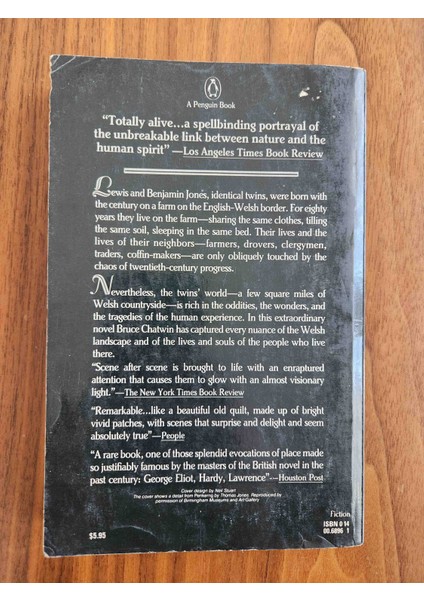 A Penguin Book
“Totally alive...a spellbinding portrayal of
the unbreakable link between nature and the
human spirit” —Los Angeles Times Book Review
Lewis and Benjamin Jones, identical twins, were born with
the century on a farm on the English-Welsh border. For eighty
years they live on the farm—sharing the same clothes, tilling
the same soil, sleeping in the same bed. Their lives and the
lives of their neighbors—farmers, drovers, clergymen,
traders, coffin-makers—are only obliquely touched by the
chaos of twentieth-century progress.
Nevertheless, the twins’ world—a few square miles of
Welsh countryside—is rich in the oddities, the wonders, and
the tragedies of the human experience. In this extraordinary
novel Bruce Chatwin has captured every nuance of the Welsh
landscape and of the lives and souls of the people who live
there.
“Scene after scene is brought to life with an enraptured
attention that causes them to glow with an almost visionary
light.”—The New York Times Book Review
“Remarkable...like a beautiful old quilt, made up of bright
vivid patches, with scenes that surprise and delight and seem
absolutely true”—People
“A rare book, one of those splendid evocations of place made
so justifiably famous by the masters of the British novel in the
past century: George Eliot, Hardy, Lawrence”—Houston Post
Cover design by Neil Stuart
The cover shows a detail from Penkerrig by Thomas Jones. Reproduced by
permission of Birmingham Museums and Art Gallery
Fiction
ISBN 0 14
00.6896 1
$5.95